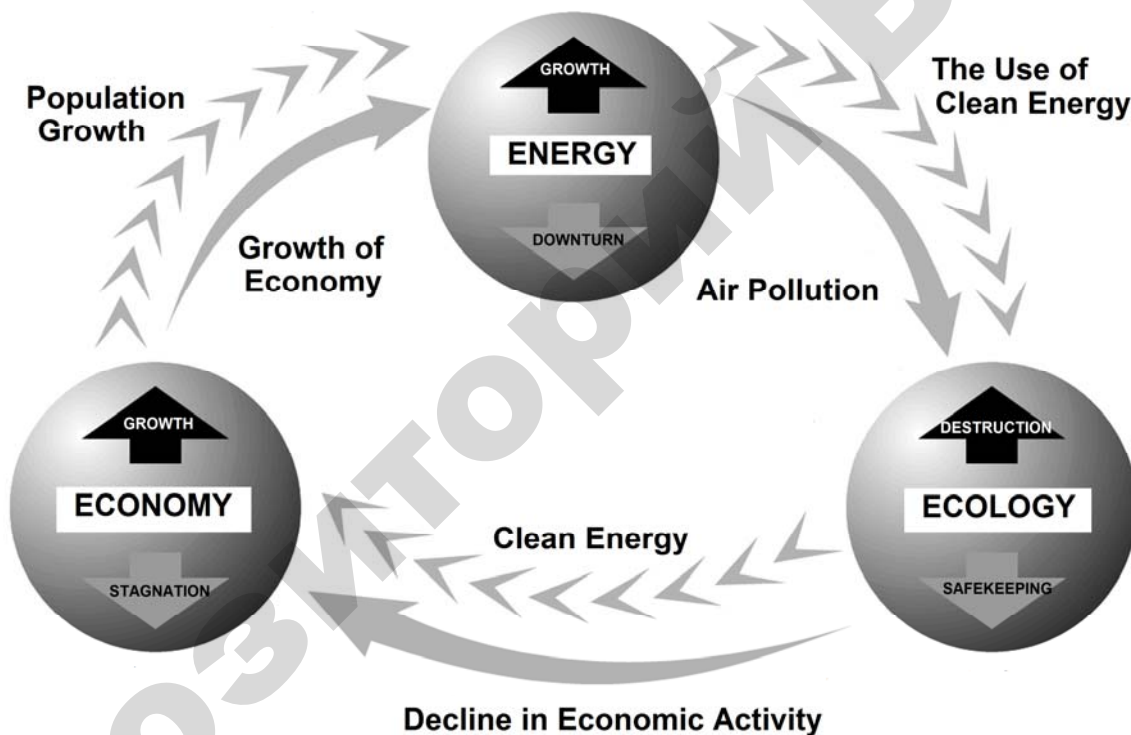 Population
Growth
GROWTH
ENERGY
DOWNTURN
The Use of
Clean Energy
Growth of
Economy
Air Pollution
GROWTH
ECONOMY
STAGNATION
DESTRUCTION
ECOLOGY
SAFEKEEPING
Clean Energy
Decline in Economic Activity
озиторий В